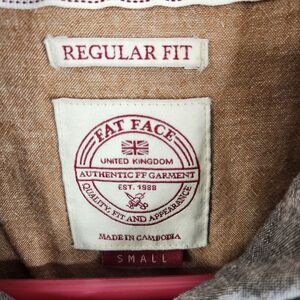 REGULAR FIT
FAT FACE
UNITED KINGDOM
AUTHENTIC FF GARMENT
EST. 1988
QUALITY, FIT AND APPEARANCE
MADE IN CAMBODIA
SMALL